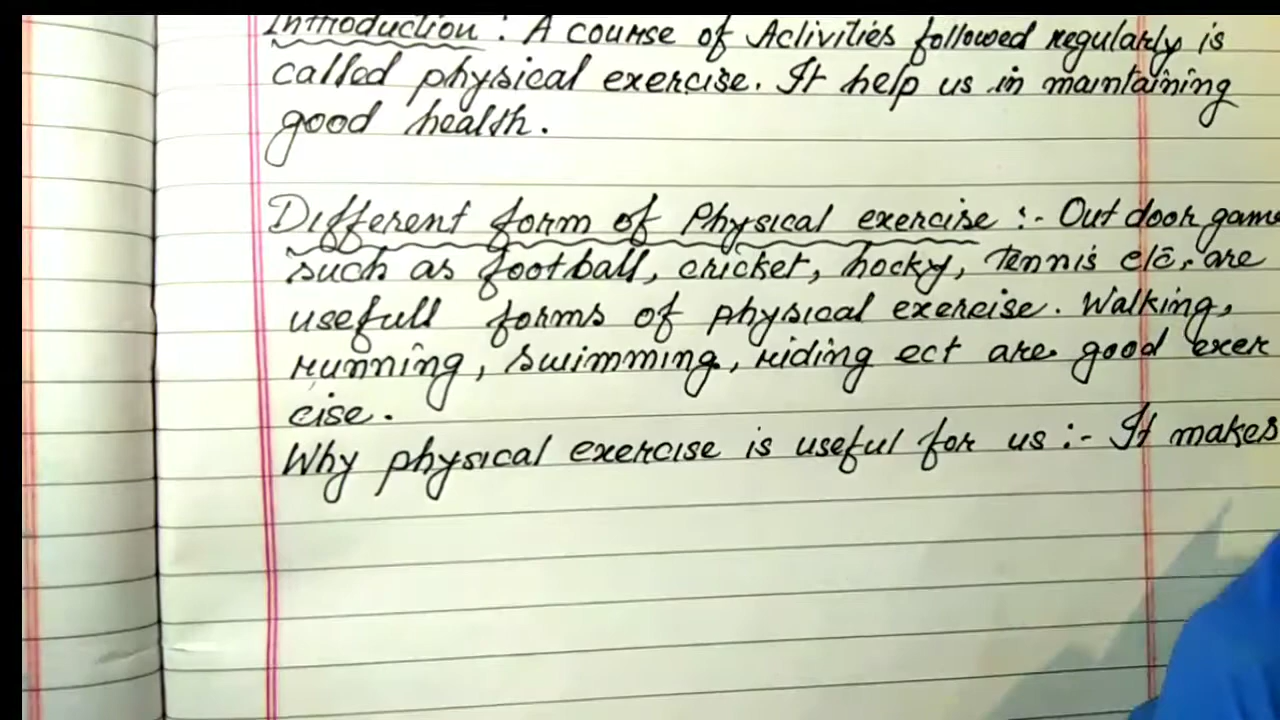 Introduction : A course of Activities followed regularly is
called physical exercise. It help us in maintaining
good health.
Different form of Physical exercise :- Out door game
such as football, cricket, hocky, Tennis etc, are
usefull forms of physical exercise. Walking,
running, swimming, riding ect are good exer
cise.
Why physical exercise is useful for us :- It makes